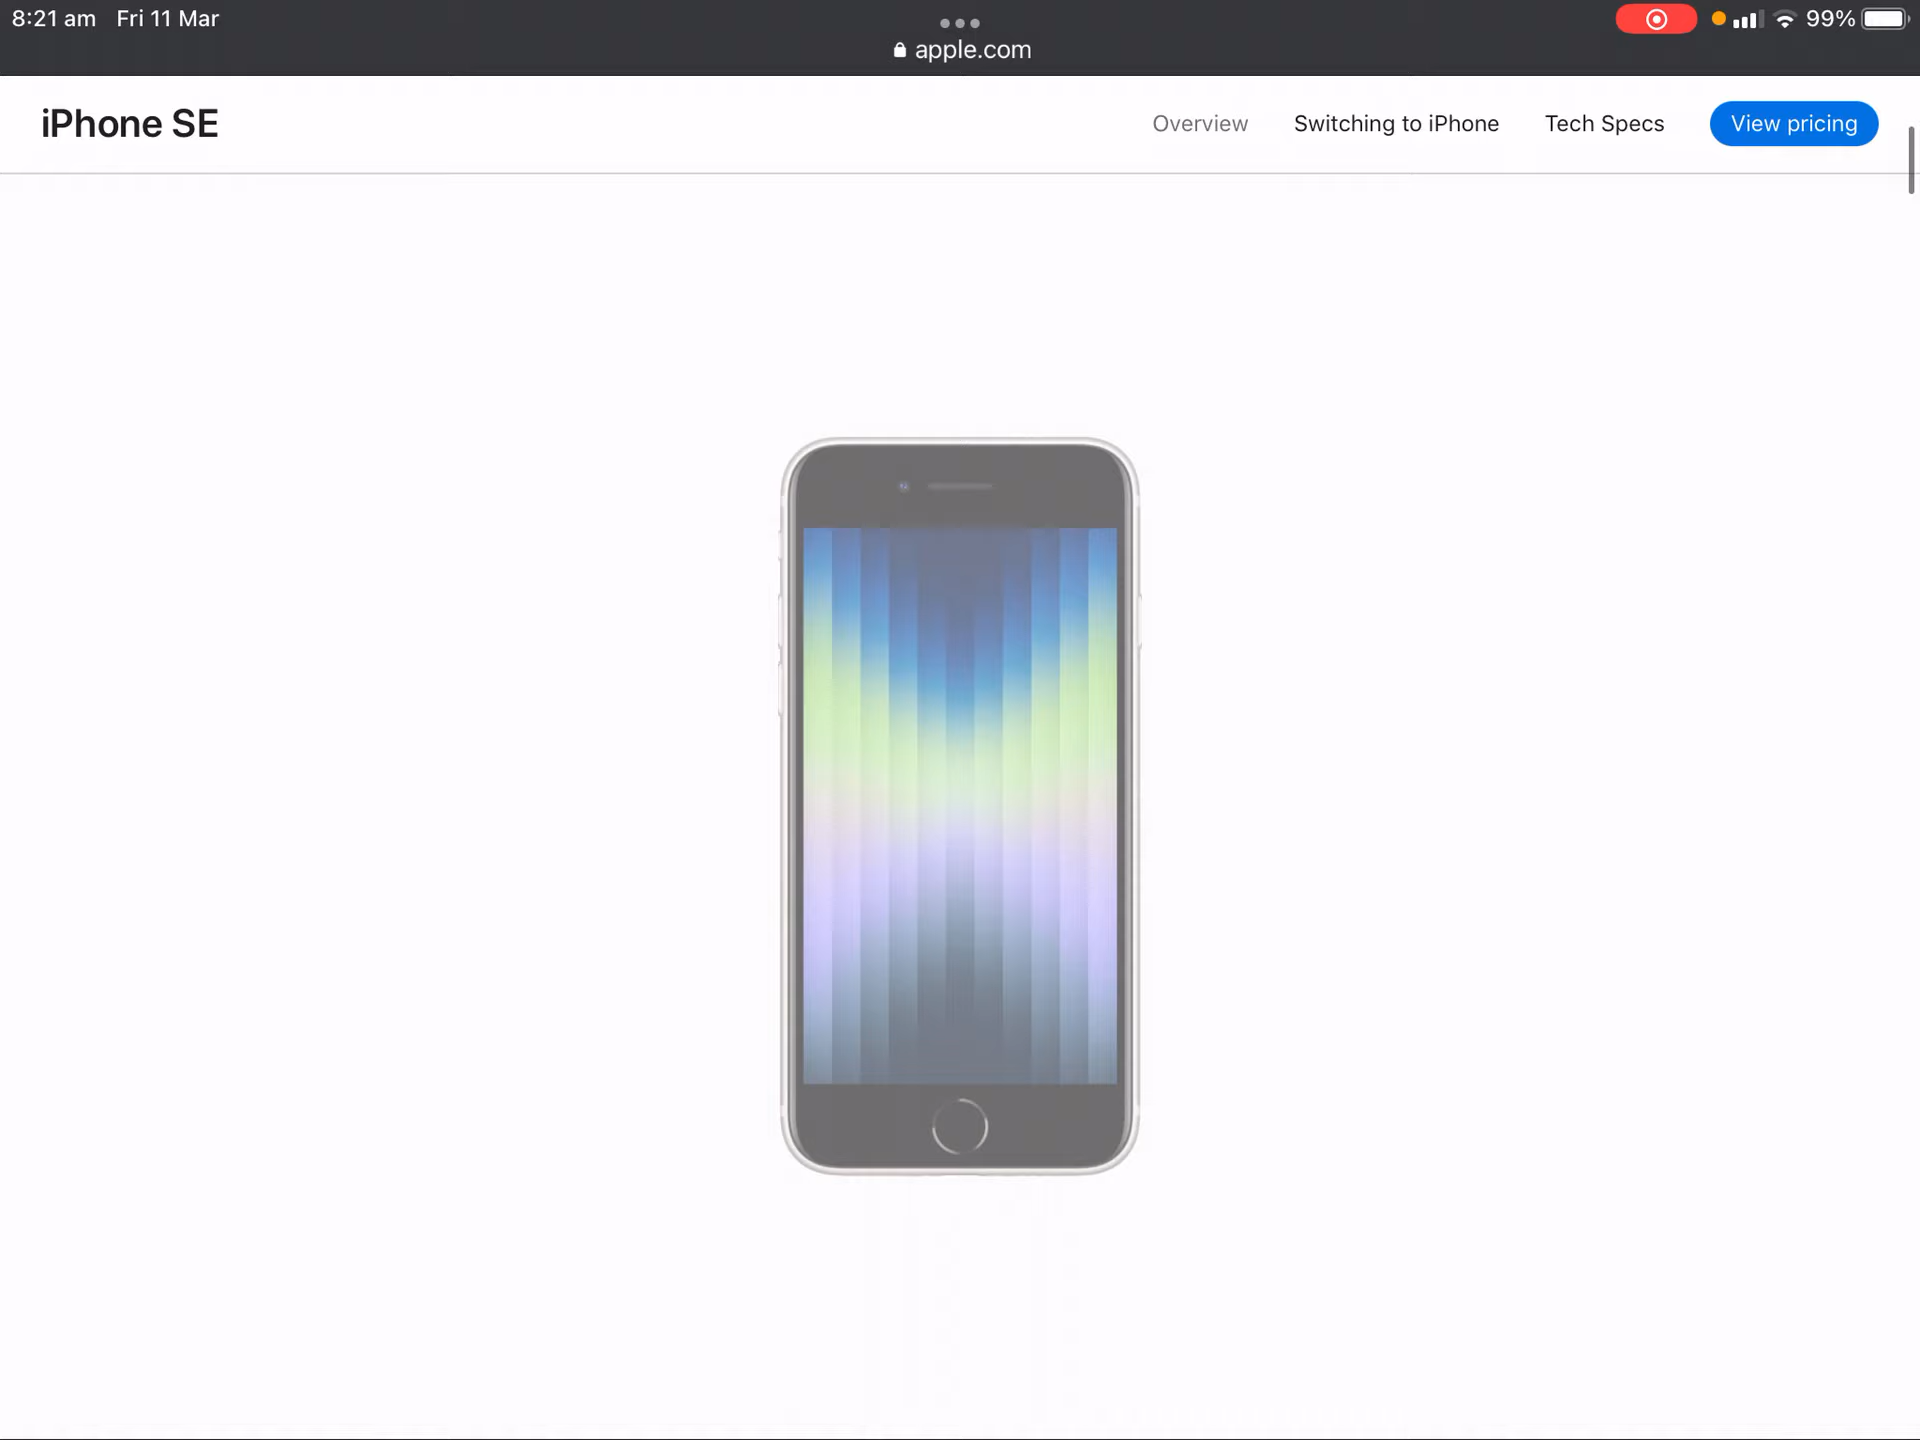 8:21 am Fri 11 Mar
99%
apple.com
iPhone SE
Overview
Switching to iPhone
Tech Specs
View pricing